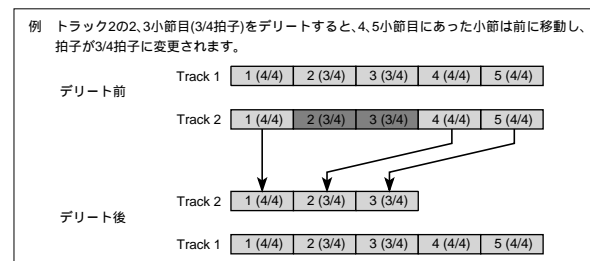 例 トラック2の2、3小節目(3/4拍子)をデリートすると、4、5小節目にあった小節は前に移動し、
拍子が3/4拍子に変更されます。
デリート前
Track 1 1 (4/4) 2 (3/4) 3 (3/4) 4 (4/4) 5 (4/4)
Track 2 1 (4/4) 2 (3/4) 3 (3/4) 4 (4/4) 5 (4/4)
デリート後
Track 2 1 (4/4) 2 (3/4) 3 (3/4)
Track 1 1 (4/4) 2 (3/4) 3 (3/4) 4 (4/4) 5 (4/4)